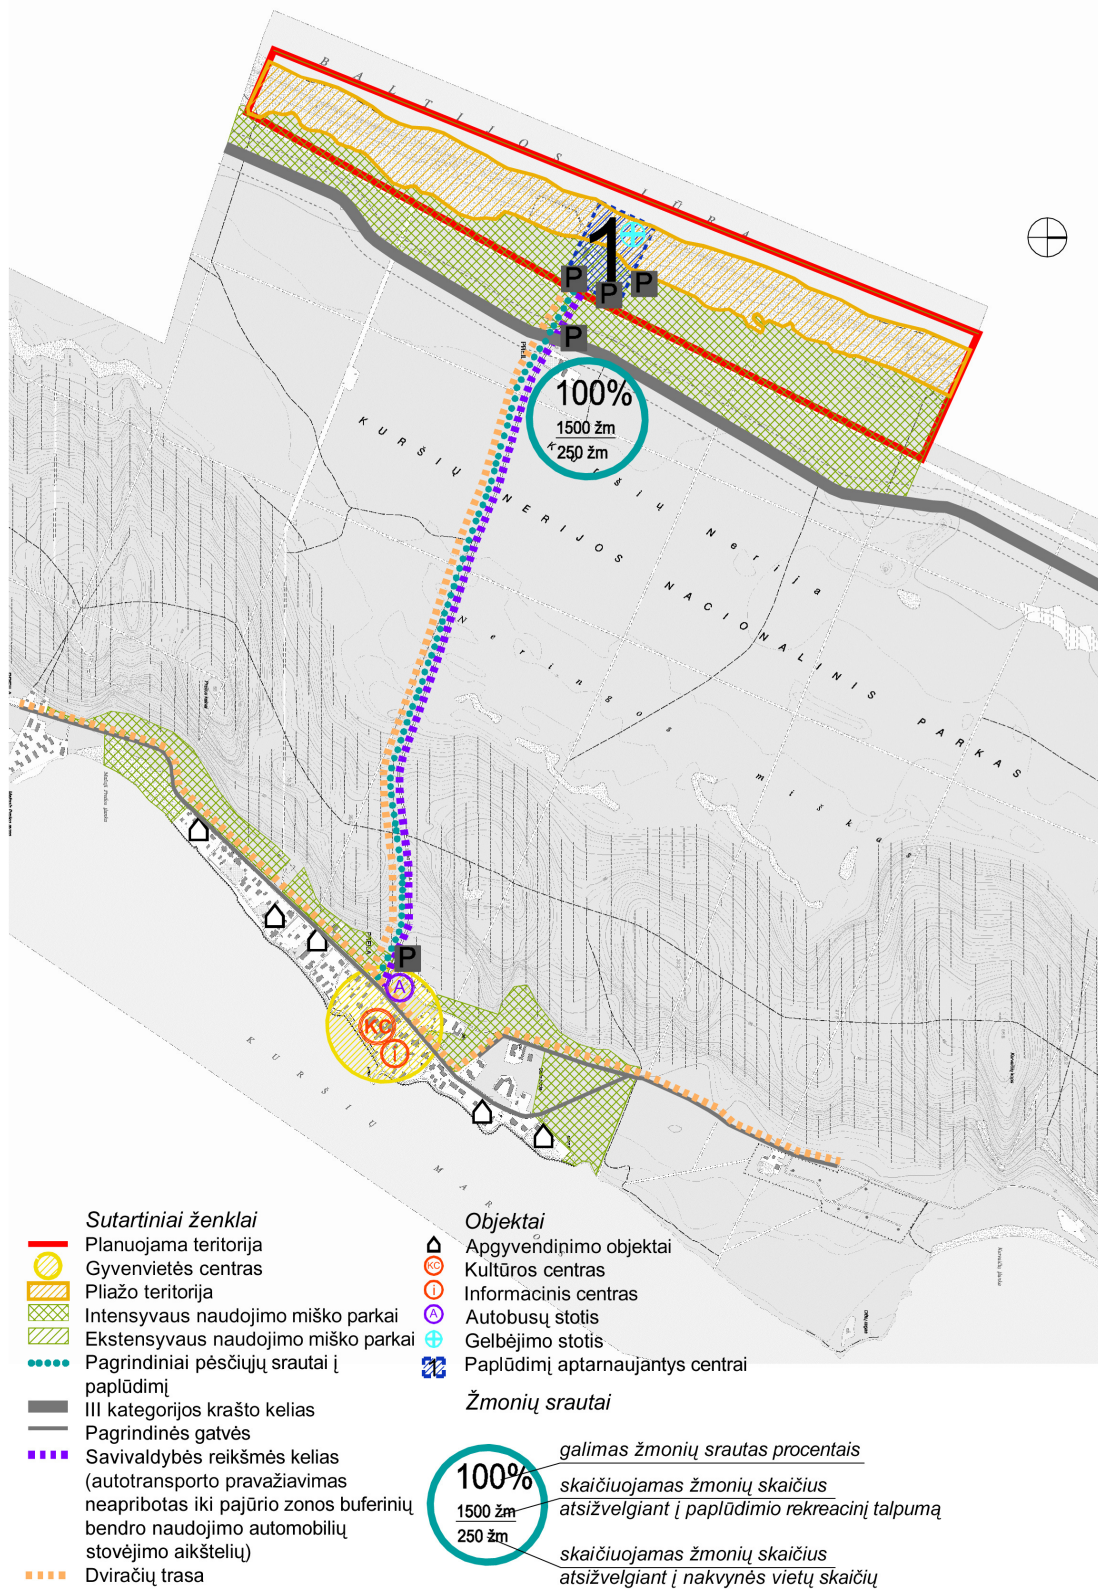 BALTIJOS JŪRA
1
P
P
P
P
PREILA
100%
1500 žm
250 žm
KURŠIŲ NERIJOS NACIONALINIS PARKAS
Kuršių Nerija
Neringos miškas
P
PREILA
A
KC
i
KURŠIŲ MARIOS
Sutartiniai ženklai
Planuojama teritorija
Gyvenvietės centras
Pliažo teritorija
Intensyvaus naudojimo miško parkai
Ekstensyvaus naudojimo miško parkai
Pagrindiniai pėsčiųjų srautai į
paplūdimį
III kategorijos krašto kelias
Pagrindinės gatvės
Savivaldybės reikšmės kelias
(autotransporto pravažiavimas
neapribotas iki pajūrio zonos buferinių
bendro naudojimo automobilių
stovėjimo aikštelių)
Dviračių trasa
Objektai
Apgyvendinimo objektai
KC Kultūros centras
i Informacinis centras
A Autobusų stotis
Gelbėjimo stotis
1 Paplūdimį aptarnaujantys centrai
Žmonių srautai
100%
1500 žm
250 žm
galimas žmonių srautas procentais
skaičiuojamas žmonių skaičius
atsižvelgiant į paplūdimio rekreacinį talpumą
skaičiuojamas žmonių skaičius
atsižvelgiant į nakvynės vietų skaičių